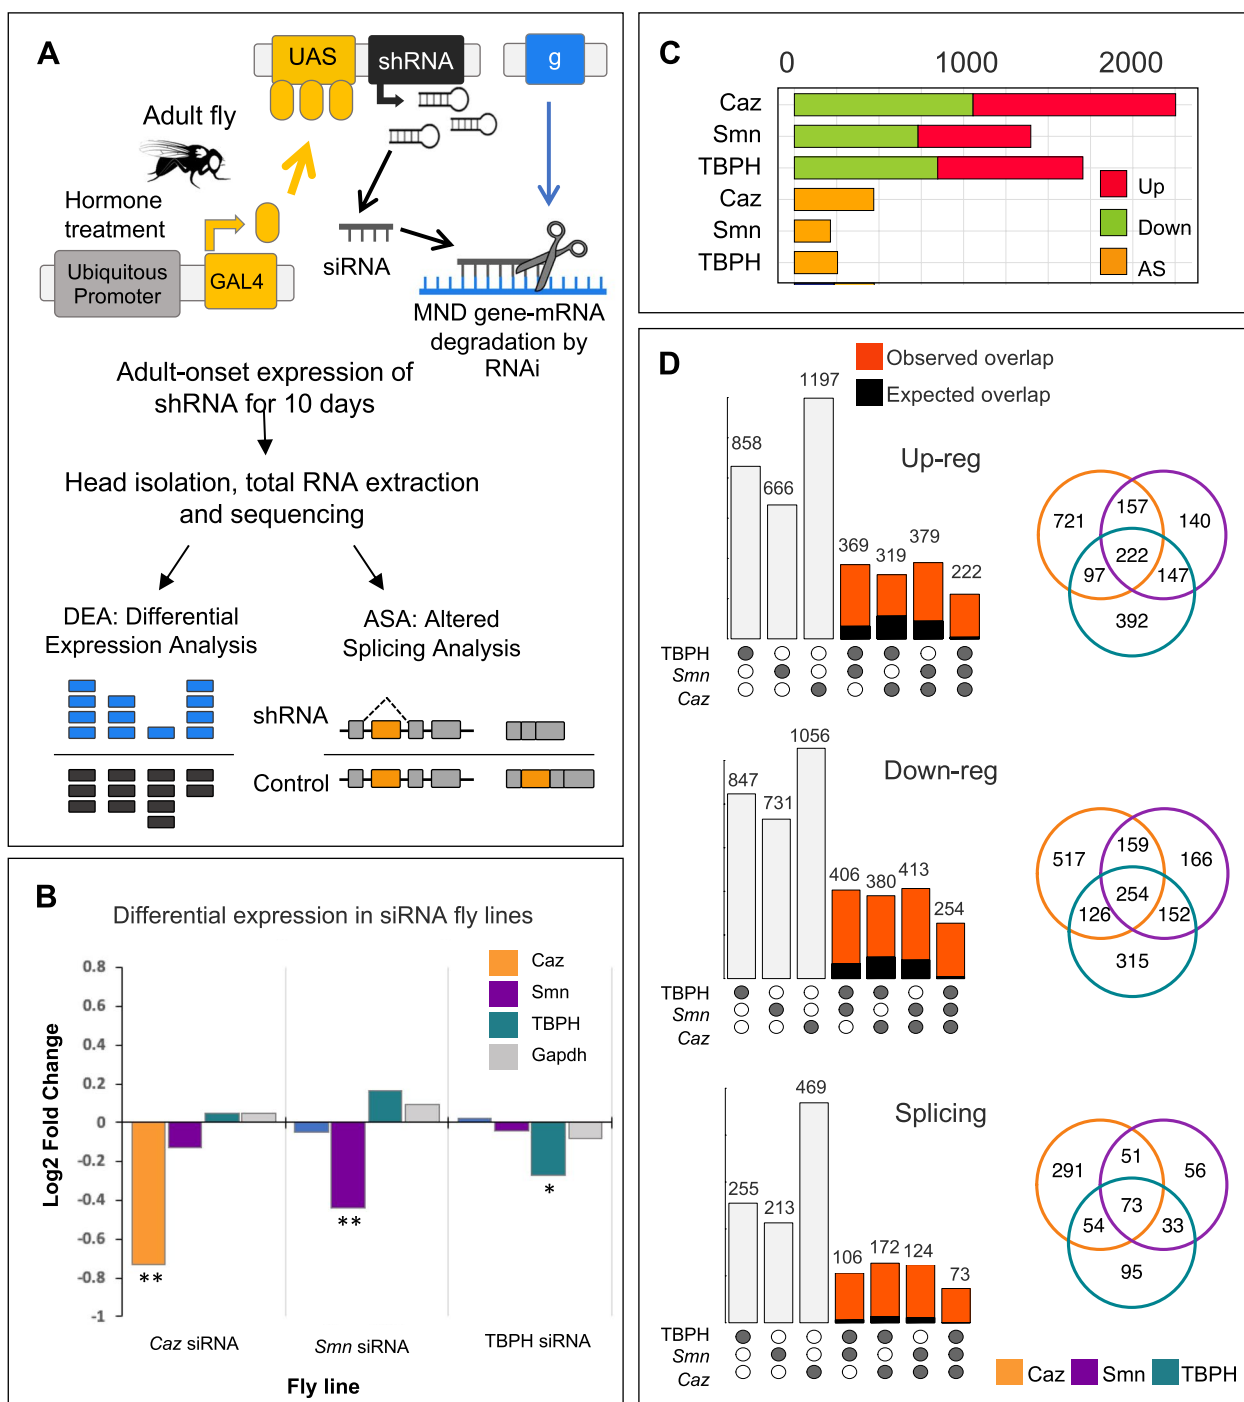 A
UAS
shRNA
g
Adult fly
Hormone
treatment
Ubiquitous
Promoter
GAL4
siRNA
MND gene-mRNA
degradation by
RNAi
Adult-onset expression of
shRNA for 10 days
Head isolation, total RNA extraction
and sequencing
DEA: Differential
Expression Analysis
ASA: Altered
Splicing Analysis
shRNA
Control
B
Differential expression in siRNA fly lines
Caz
Smn
TBPH
Gapdh
Log2 Fold Change
0.8
0.6
0.4
0.2
0
-0.2
-0.4
-0.6
-0.8
-1
**
**
*
Caz siRNA
Smn siRNA
TBPH siRNA
Fly line
C
0
1000
2000
Caz
Smn
TBPH
Caz
Smn
TBPH
Up
Down
AS
D
Observed overlap
Expected overlap
Up-reg
858
666
1197
369
319
379
222
TBPH
Smn
Caz
721
157
140
222
97
147
392
Down-reg
847
731
1056
406
380
413
254
TBPH
Smn
Caz
517
159
166
254
126
152
315
Splicing
255
213
469
106
172
124
73
TBPH
Smn
Caz
291
51
56
73
54
33
95
Caz
Smn
TBPH